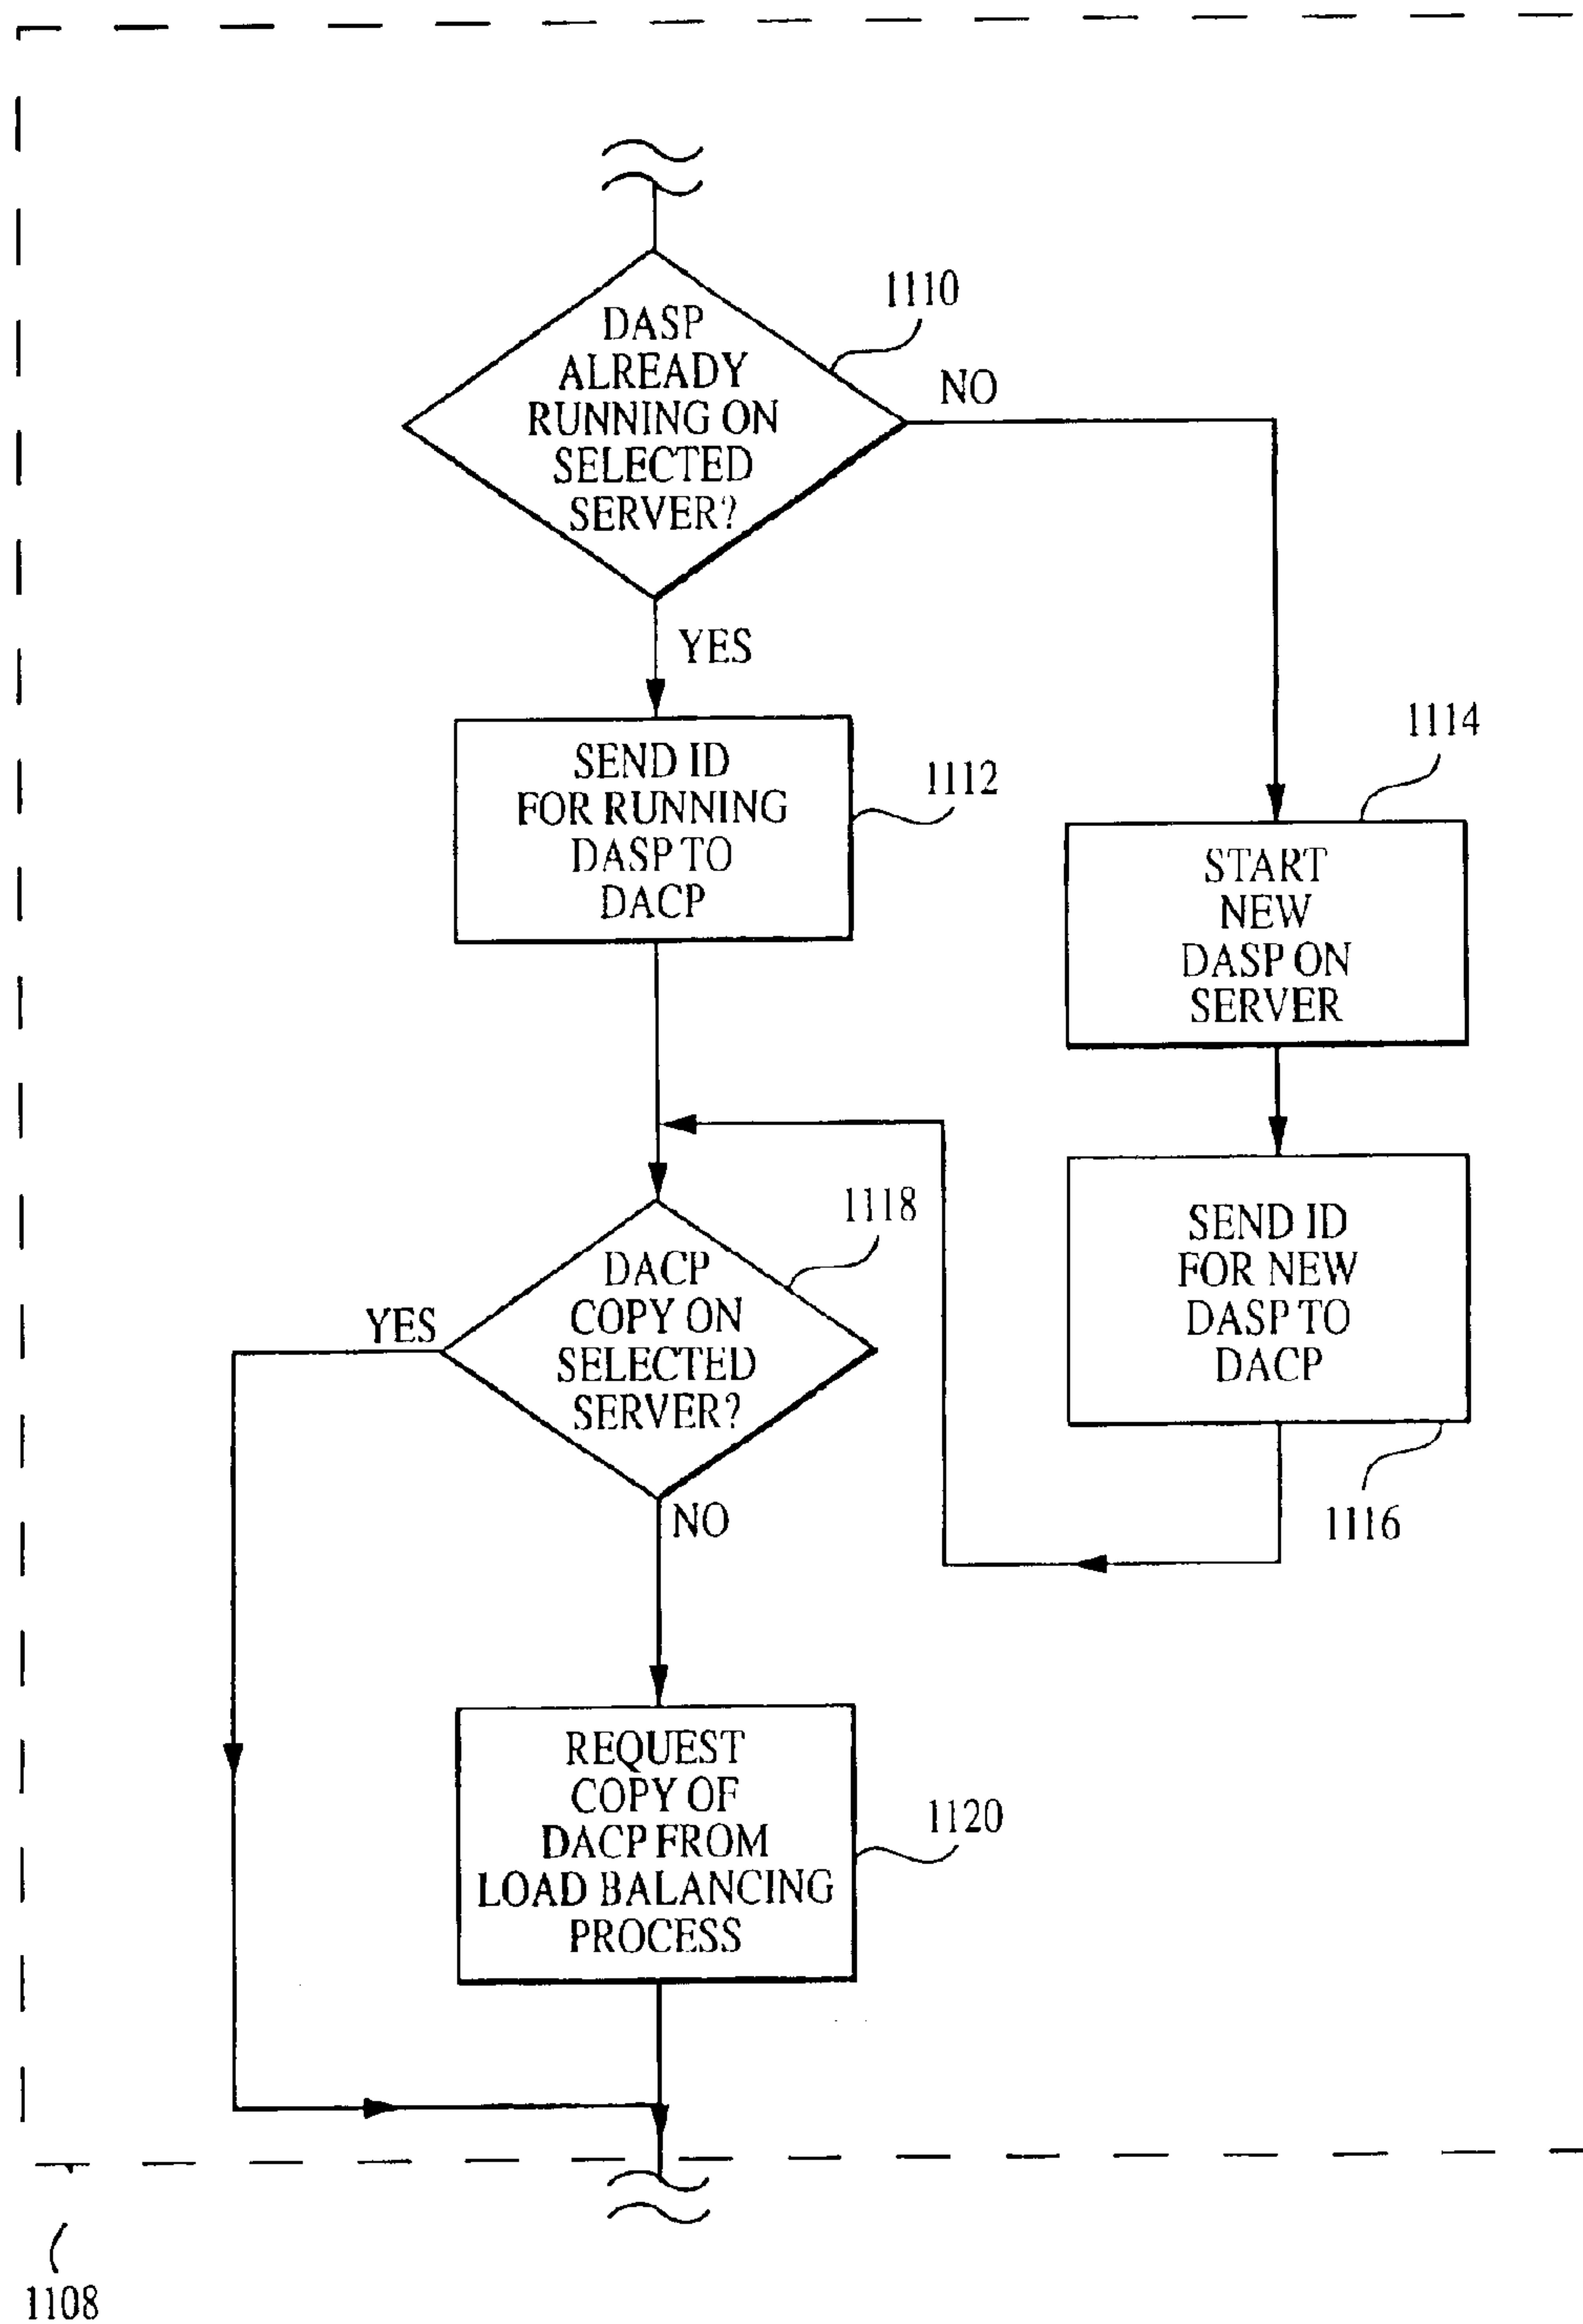 1110
DASP
ALREADY
RUNNING ON
SELECTED
SERVER?
NO
YES
1114
SEND ID
FOR RUNNING
DASP TO
DACP
1112
START
NEW
DASP ON
SERVER
1118
DACP
COPY ON
SELECTED
SERVER?
YES
NO
SEND ID
FOR NEW
DASP TO
DACP
1116
REQUEST
COPY OF
DACP FROM
LOAD BALANCING
PROCESS
1120
1108